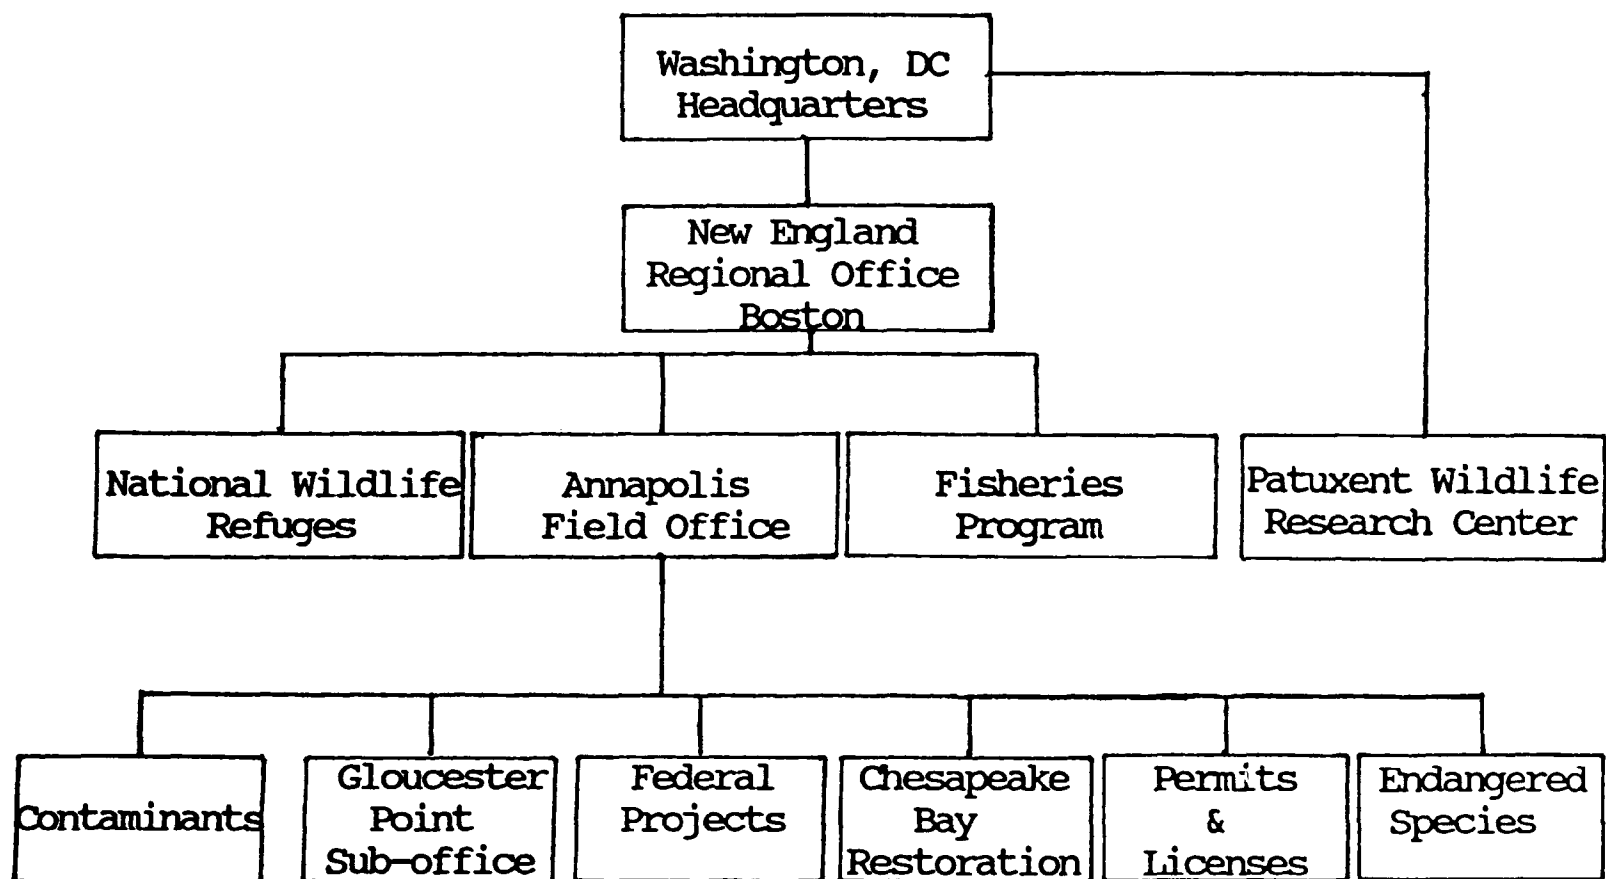 Washington, DC
Headquarters
New England
Regional Office
Boston
National Wildlife
Refuges
Annapolis
Field Office
Fisheries
Program
Patuxent Wildlife
Research Center
Contaminants
Gloucester
Point
Sub-office
Federal
Projects
Chesapeake
Bay
Restoration
Permits
&
Licenses
Endangered
Species